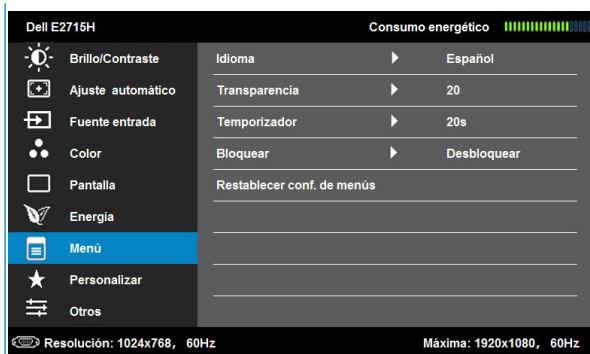 Dell E2715H Consumo energético
Brillo/Contraste Idioma Español
Ajuste automático Transparencia 20
Fuente entrada Temporizador 20s
Color Bloquear Desbloquear
Pantalla Restablecer conf. de menús
Energía
Menú
Personalizar
Otros
Resolución: 1024x768, 60Hz Máxima: 1920x1080, 60Hz